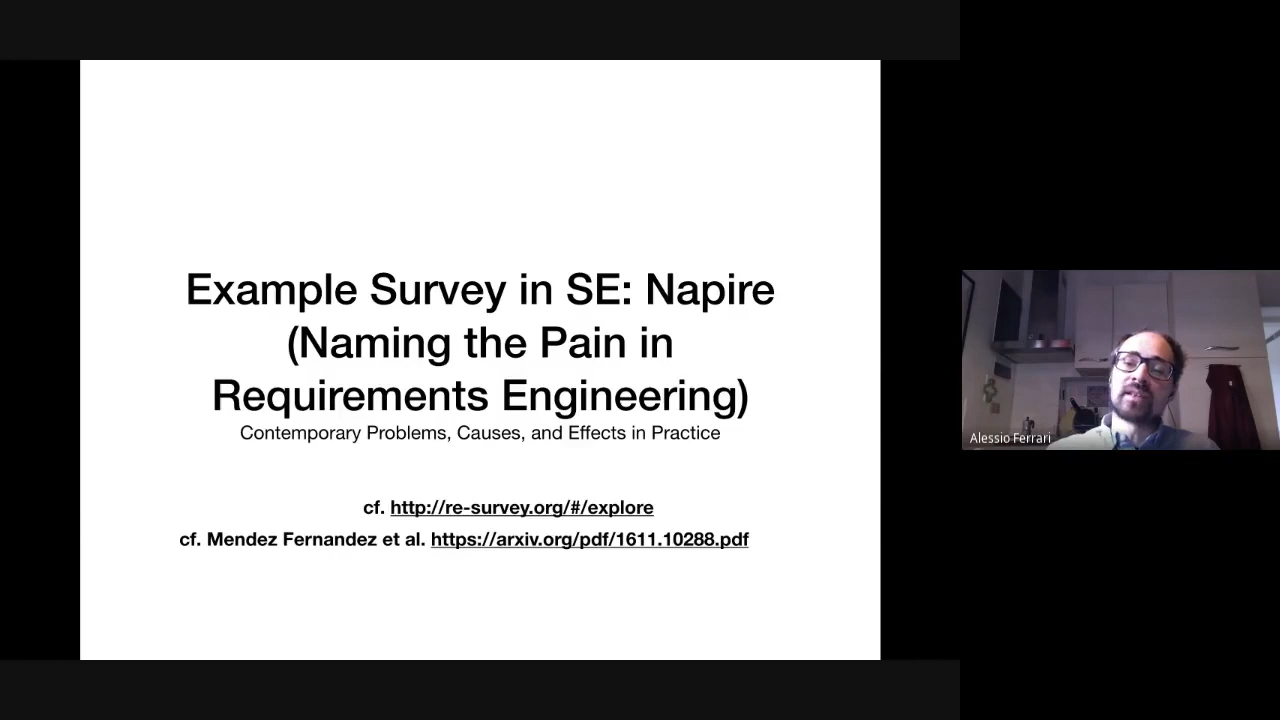 Example Survey in SE: Napire
(Naming the Pain in
Requirements Engineering)
Contemporary Problems, Causes, and Effects in Practice
cf. http://re-survey.org/#/explore
cf. Mendez Fernandez et al. https://arxiv.org/pdf/1611.10288.pdf
Alessio Ferrari